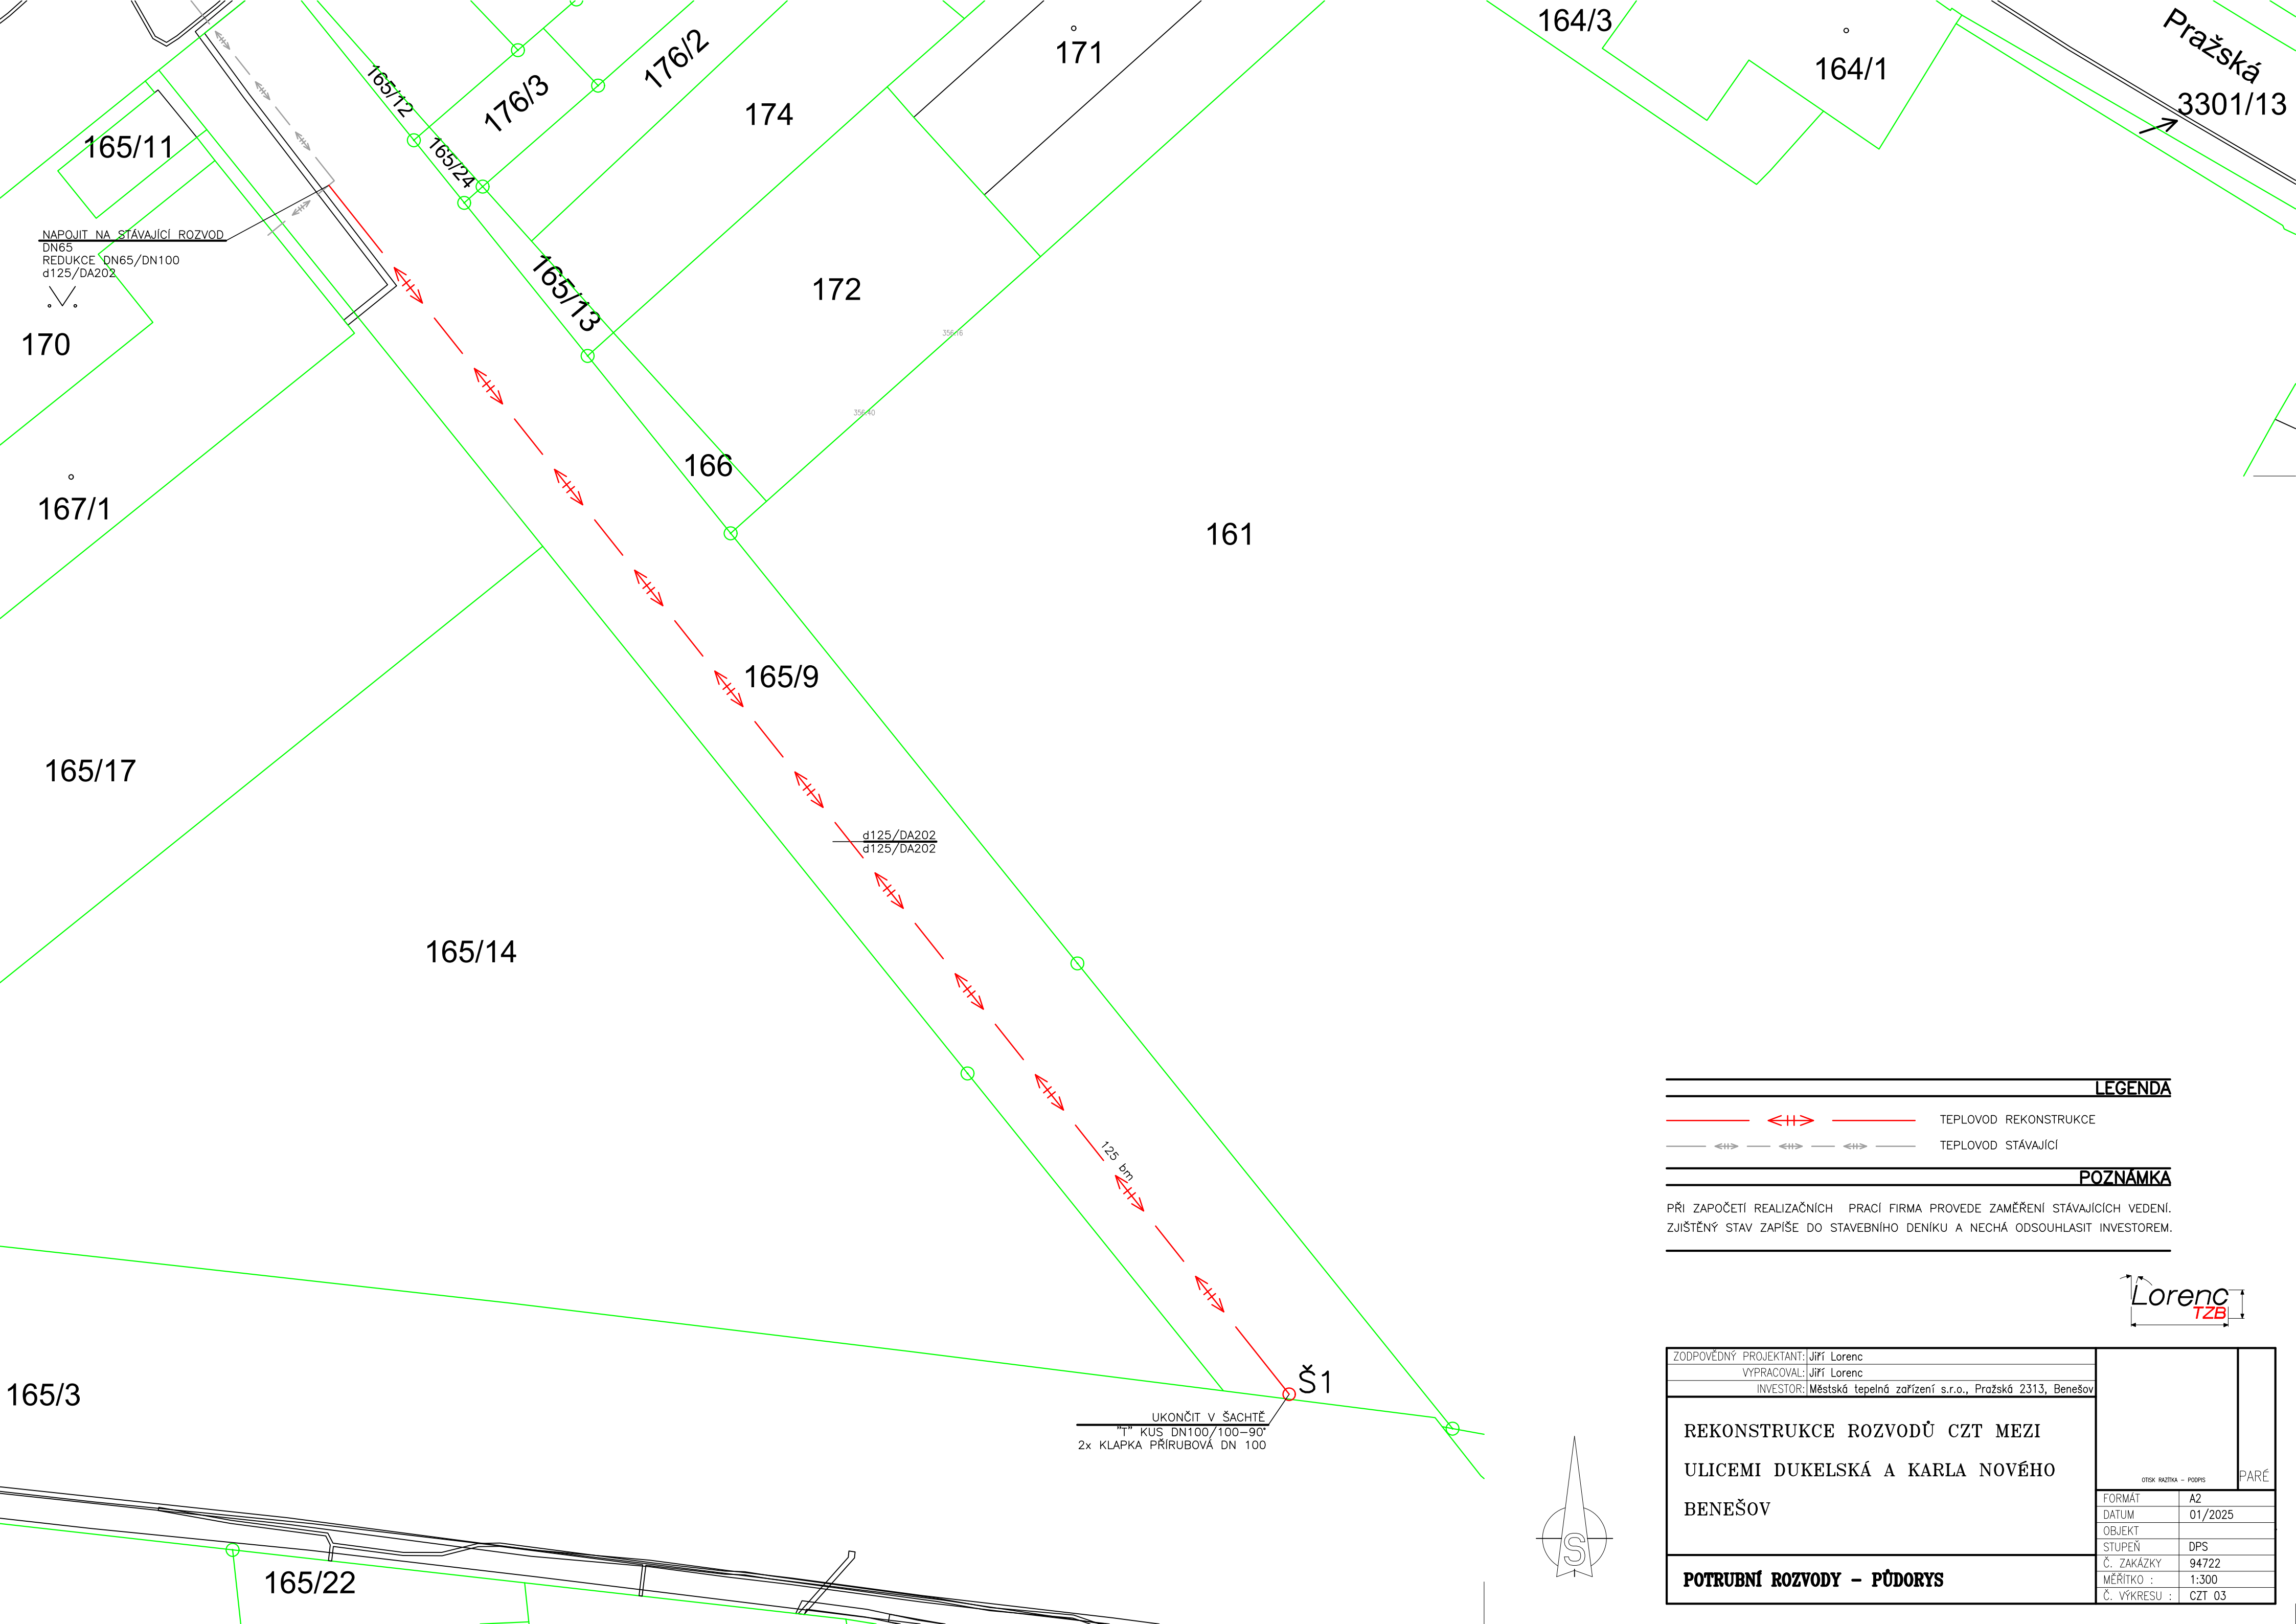 164/3
171
164/1
Pražská
3301/13
176/2
176/3
165/12
174
165/11
165/24
NAPOJIT NA STÁVAJÍCÍ ROZVOD
DN65
REDUKCE DN65/DN100
d125/DA202
165/13
172
356.16
170
356.40
166
167/1
161
165/9
165/17
d125/DA202
d125/DA202
165/14
125 bm
LEGENDA
TEPLOVOD REKONSTRUKCE
TEPLOVOD STÁVAJÍCÍ
POZNÁMKA
PŘI ZAPOČETÍ REALIZAČNÍCH PRACÍ FIRMA PROVEDE ZAMĚŘENÍ STÁVAJÍCÍCH VEDENÍ.
ZJIŠTĚNÝ STAV ZAPÍŠE DO STAVEBNÍHO DENÍKU A NECHÁ ODSOUHLASIT INVESTOREM.
Lorenc
TZB
165/3
Š1
UKONČIT V ŠACHTĚ
"T" KUS DN100/100-90°
2x KLAPKA PŘÍRUBOVÁ DN 100
165/22
S
ZODPOVĚDNÝ PROJEKTANT: Jiří Lorenc
VYPRACOVAL: Jiří Lorenc
INVESTOR: Městská tepelná zařízení s.r.o., Pražská 2313, Benešov
REKONSTRUKCE ROZVODŮ CZT MEZI
ULICEMI DUKELSKÁ A KARLA NOVÉHO
BENEŠOV
POTRUBNÍ ROZVODY – PŮDORYS
OTISK RAZÍTKA – PODPIS
PARÉ
FORMÁT A2
DATUM 01/2025
OBJEKT
STUPEŇ DPS
Č. ZAKÁZKY 94722
MĚŘÍTKO : 1:300
Č. VÝKRESU : CZT 03